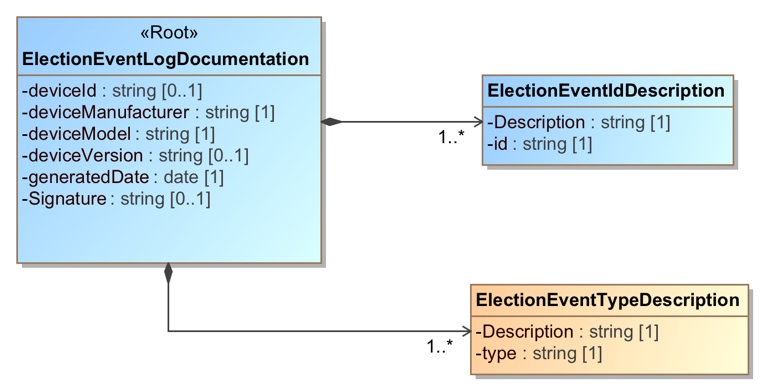 «Root»
ElectionEventLogDocumentation
-deviceId : string [0..1]
-deviceManufacturer : string [1]
-deviceModel : string [1]
-deviceVersion : string [0..1]
-generatedDate : date [1]
-Signature : string [0..1]
1..*
ElectionEventIdDescription
-Description : string [1]
-id : string [1]
1..*
ElectionEventTypeDescription
-Description : string [1]
-type : string [1]